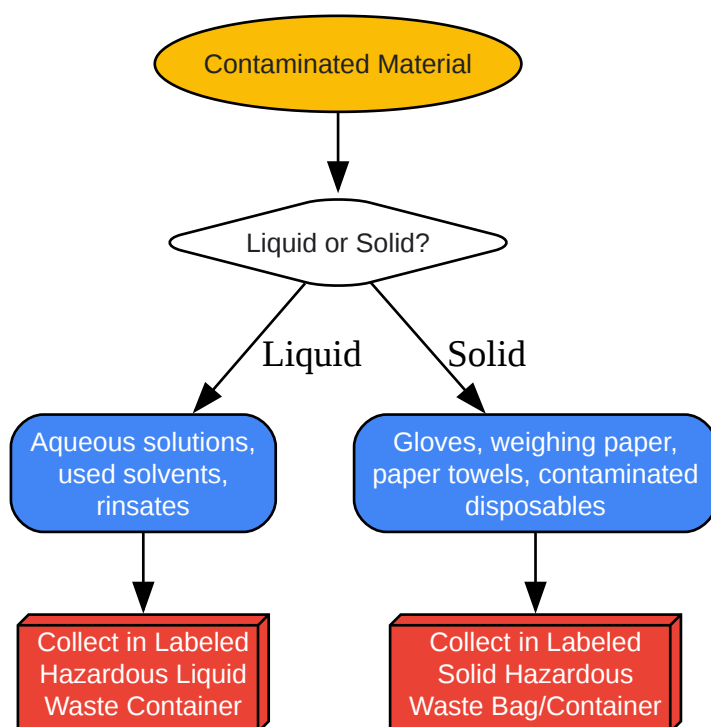 Contaminated Material
Liquid or Solid?
Liquid
Solid
Aqueous solutions,
used solvents,
rinsates
Gloves, weighing paper,
paper towels, contaminated
disposables
Collect in Labeled
Hazardous Liquid
Waste Container
Collect in Labeled
Solid Hazardous
Waste Bag/Container